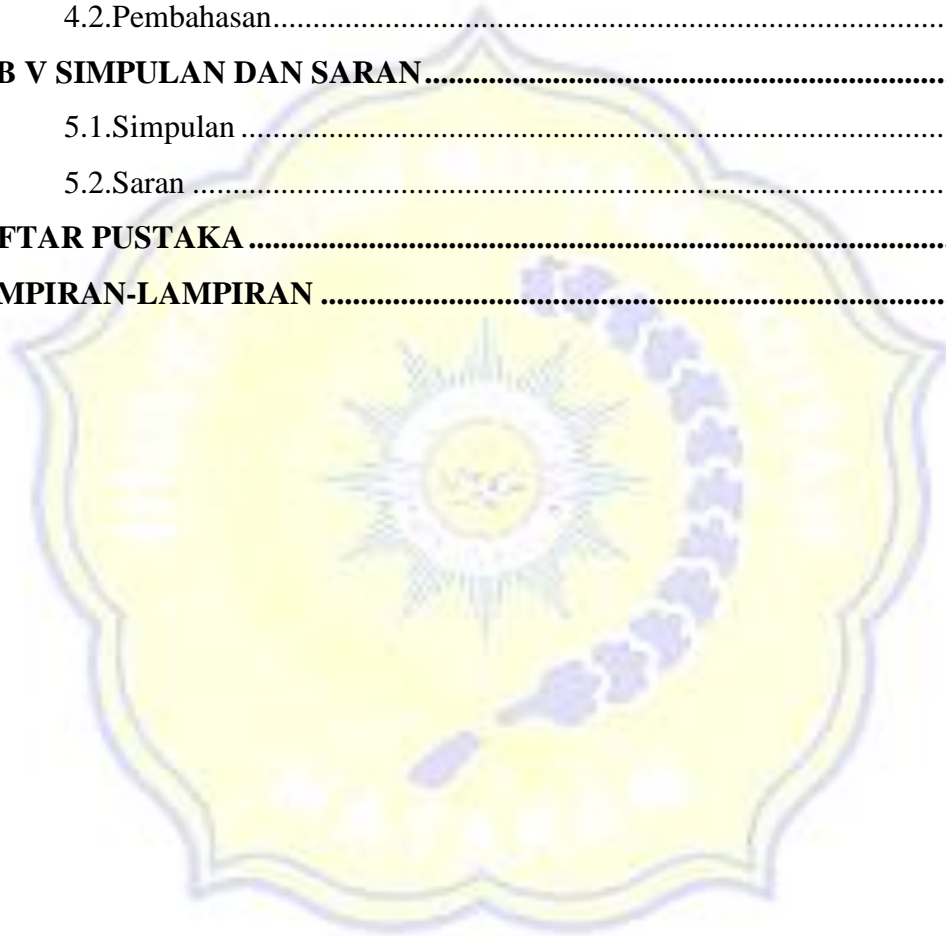 4.2.Pembahasan..........................................................................................
B V SIMPULAN DAN SARAN..................................................................
5.1.Simpulan ..........................................................................................
5.2.Saran ................................................................................................
FTAR PUSTAKA ........................................................................................
MPIRAN-LAMPIRAN ................................................................................